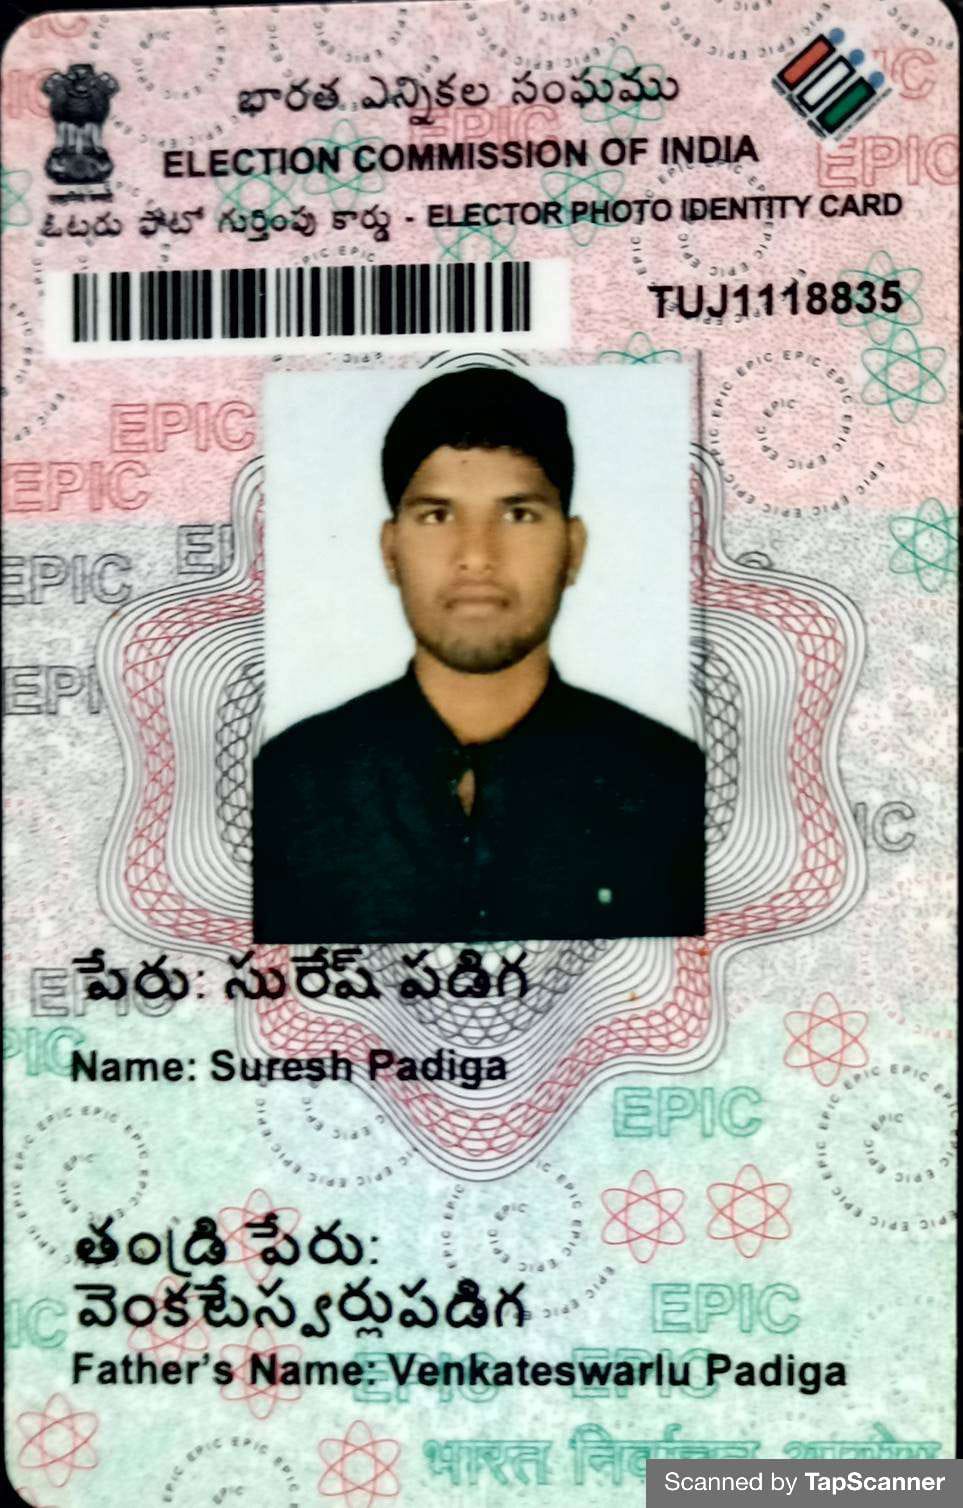 భారత ఎన్నికల సంఘము
ELECTION COMMISSION OF INDIA
ఓటరు ఫోటో గుర్తింపు కార్డు - ELECTOR PHOTO IDENTITY CARD
TUJ1118835
పేరు: సురేష్ పడిగ
Name: Suresh Padiga
తండ్రి పేరు:
వెంకటేస్వర్లుపడిగ
Father's Name: Venkateswarlu Padiga
भारत निर्वाचन आयोग
Scanned by TapScanner